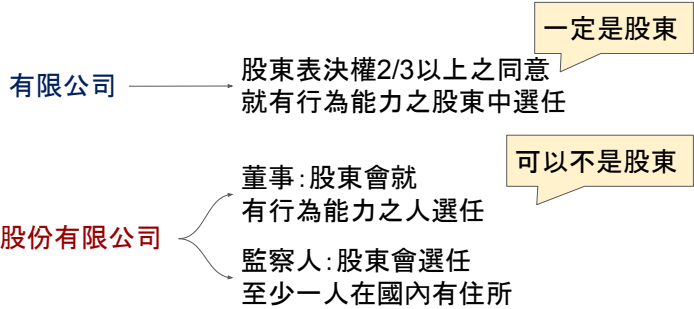 一定是股東
有限公司
股東表決權2/3以上之同意
就有行為能力之股東中選任
可以不是股東
董事:股東會就
有行為能力之人選任
股份有限公司
監察人:股東會選任
至少一人在國內有住所